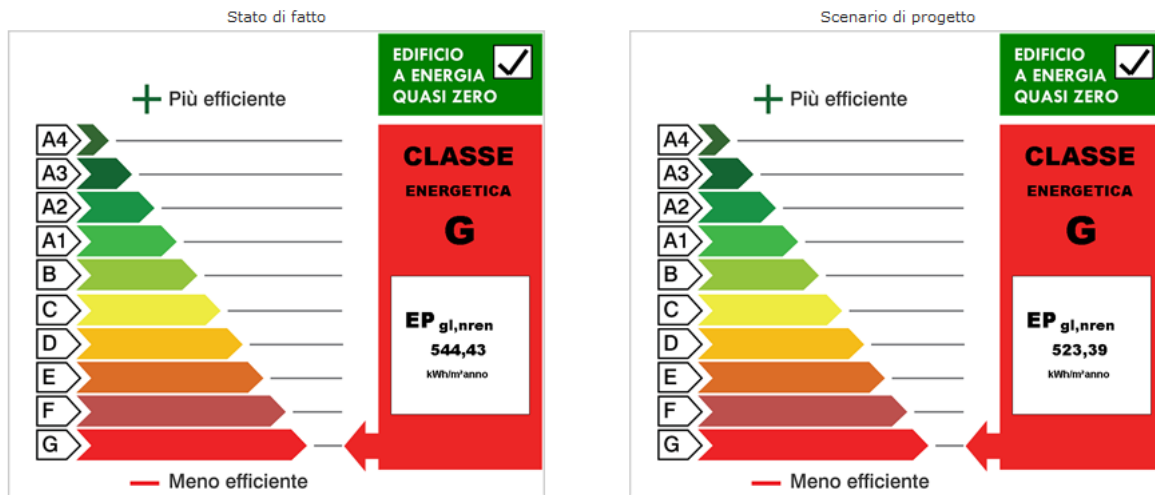 Stato di fatto
EDIFICIO
A ENERGIA
QUASI ZERO
+ Più efficiente
A4
A3
A2
A1
B
C
D
E
F
G
CLASSE
ENERGETICA
G
EP gl,nren
544,43
kWh/m²anno
— Meno efficiente
Scenario di progetto
EDIFICIO
A ENERGIA
QUASI ZERO
+ Più efficiente
A4
A3
A2
A1
B
C
D
E
F
G
CLASSE
ENERGETICA
G
EP gl,nren
523,39
kWh/m²anno
— Meno efficiente